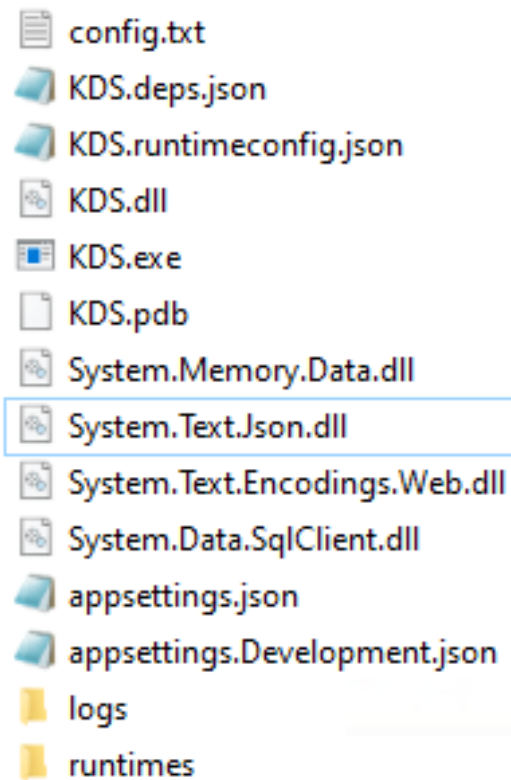 config.txt
KDS.deps.json
KDS.runtimeconfig.json
KDS.dll
KDS.exe
KDS.pdb
System.Memory.Data.dll
System.Text.Json.dll
System.Text.Encodings.Web.dll
System.Data.SqlClient.dll
appsettings.json
appsettings.Development.json
logs
runtimes